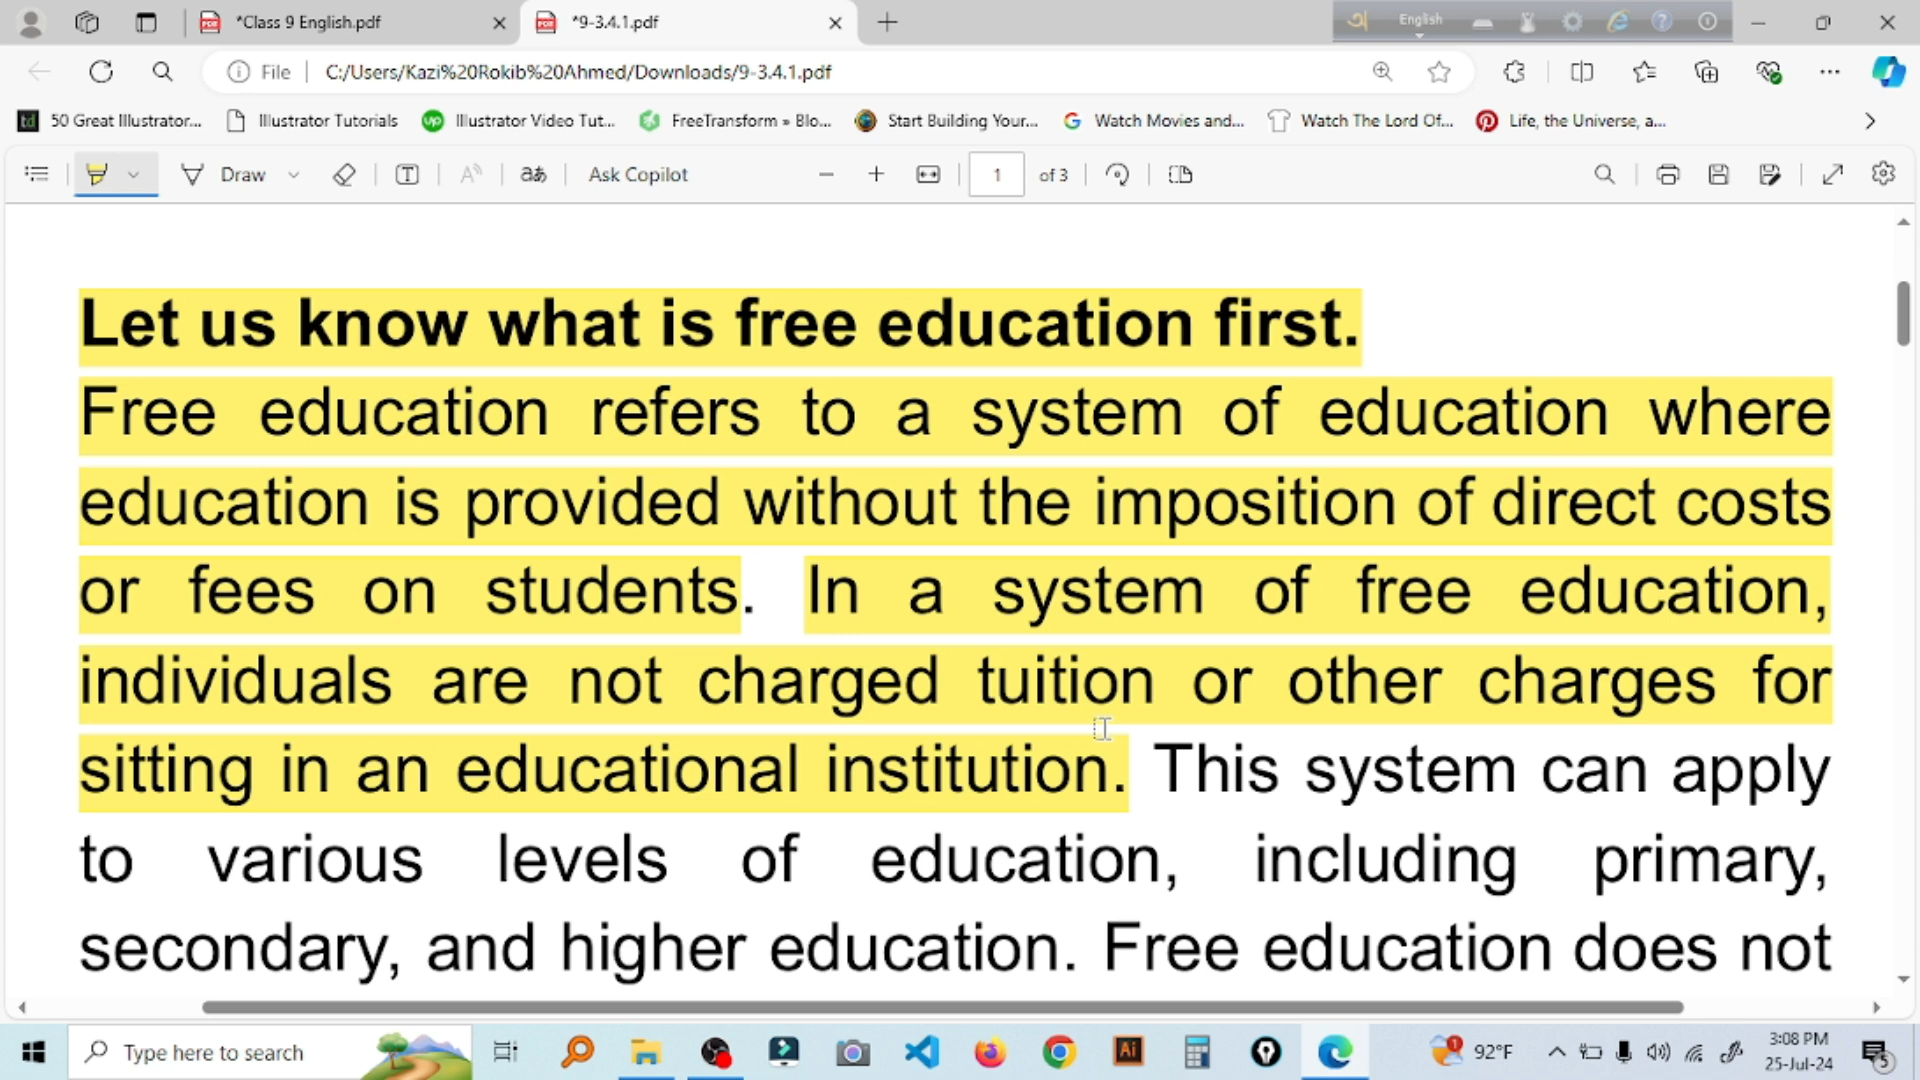 *Class 9 English.pdf
*9-3.4.1.pdf
English
File
C:/Users/Kazi%20Rokib%20Ahmed/Downloads/9-3.4.1.pdf
50 Great Illustrator...
Illustrator Tutorials
Illustrator Video Tut...
FreeTransform » Blo...
Start Building Your...
Watch Movies and...
Watch The Lord Of...
Life, the Universe, a...
Draw
Ask Copilot
1
of 3
Let us know what is free education first.
Free education refers to a system of education where
education is provided without the imposition of direct costs
or fees on students. In a system of free education,
individuals are not charged tuition or other charges for
sitting in an educational institution. This system can apply
to various levels of education, including primary,
secondary, and higher education. Free education does not
Type here to search
Ai
92°F
3:08 PM
25-Jul-24
5